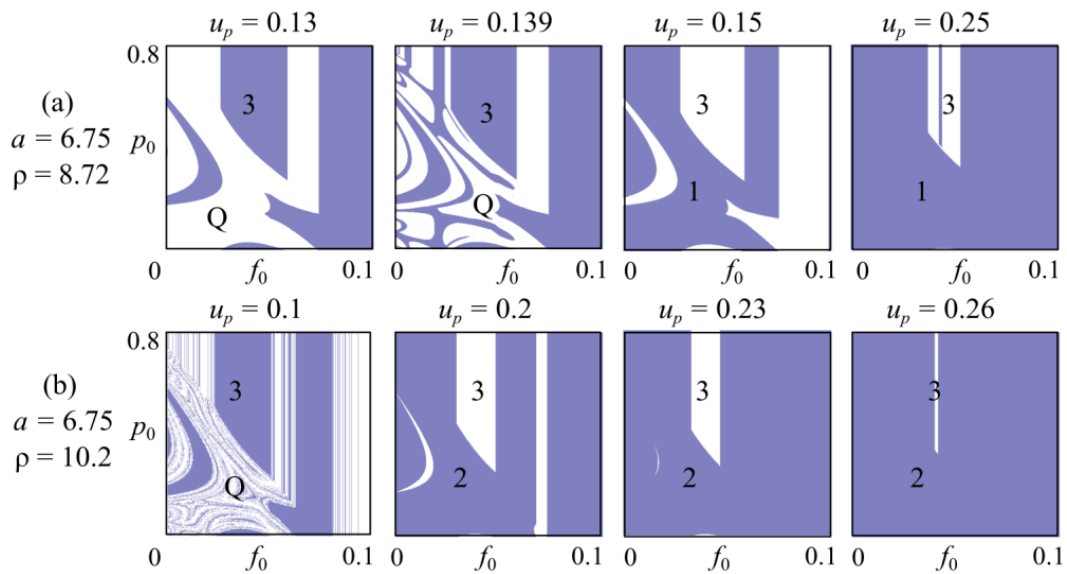 u_p = 0.13 u_p = 0.139 u_p = 0.15 u_p = 0.25
0.8 3 3 3 3
(a)
a = 6.75 p_0
ρ = 8.72
Q Q 1 1
0 f_0 0.1 0 f_0 0.1 0 f_0 0.1 0 f_0 0.1
u_p = 0.1 u_p = 0.2 u_p = 0.23 u_p = 0.26
0.8 3 3 3 3
(b)
a = 6.75 p_0
ρ = 10.2
Q 2 2 2
0 f_0 0.1 0 f_0 0.1 0 f_0 0.1 0 f_0 0.1